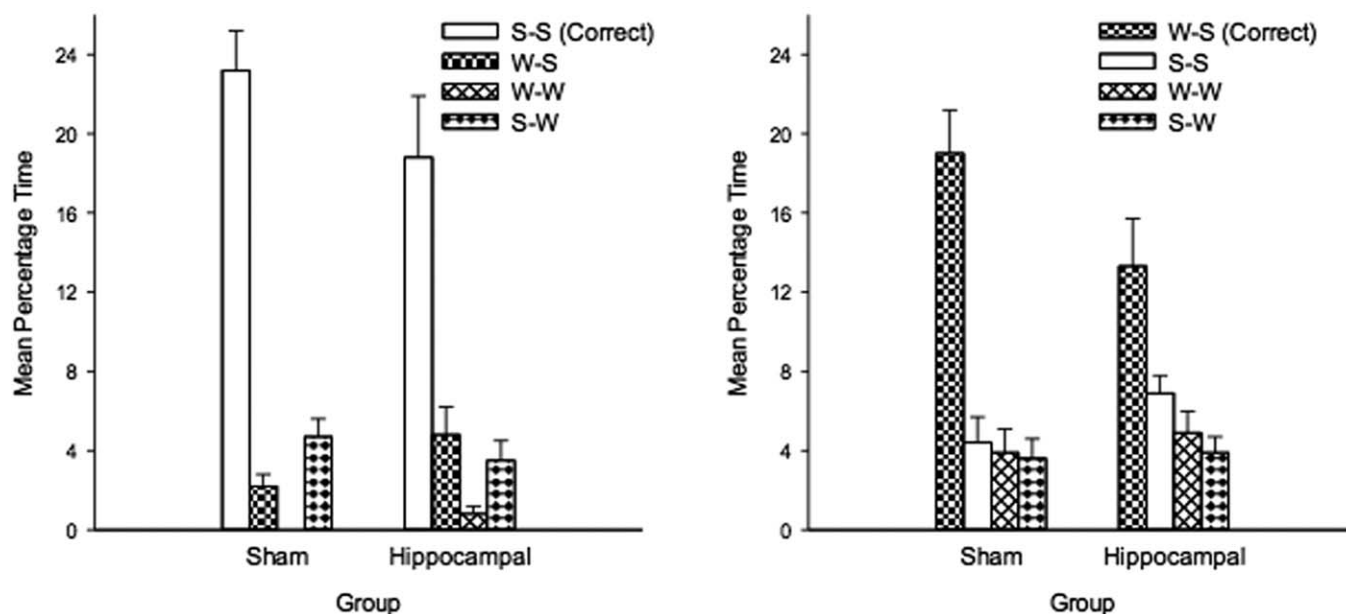 Mean Percentage Time
24
20
16
12
8
4
0
S-S (Correct)
W-S
W-W
S-W
Sham
Hippocampal
Group
Mean Percentage Time
24
20
16
12
8
4
0
W-S (Correct)
S-S
W-W
S-W
Sham
Hippocampal
Group